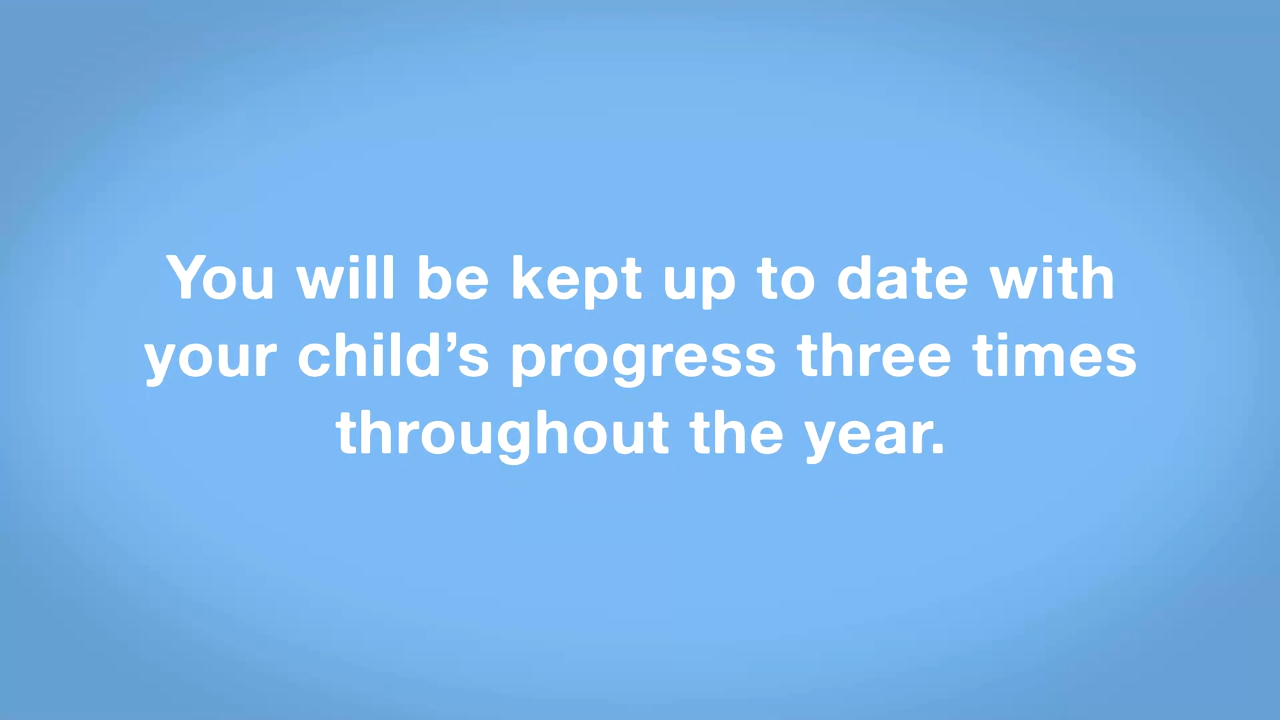 You will be kept up to date with
your child’s progress three times
throughout the year.